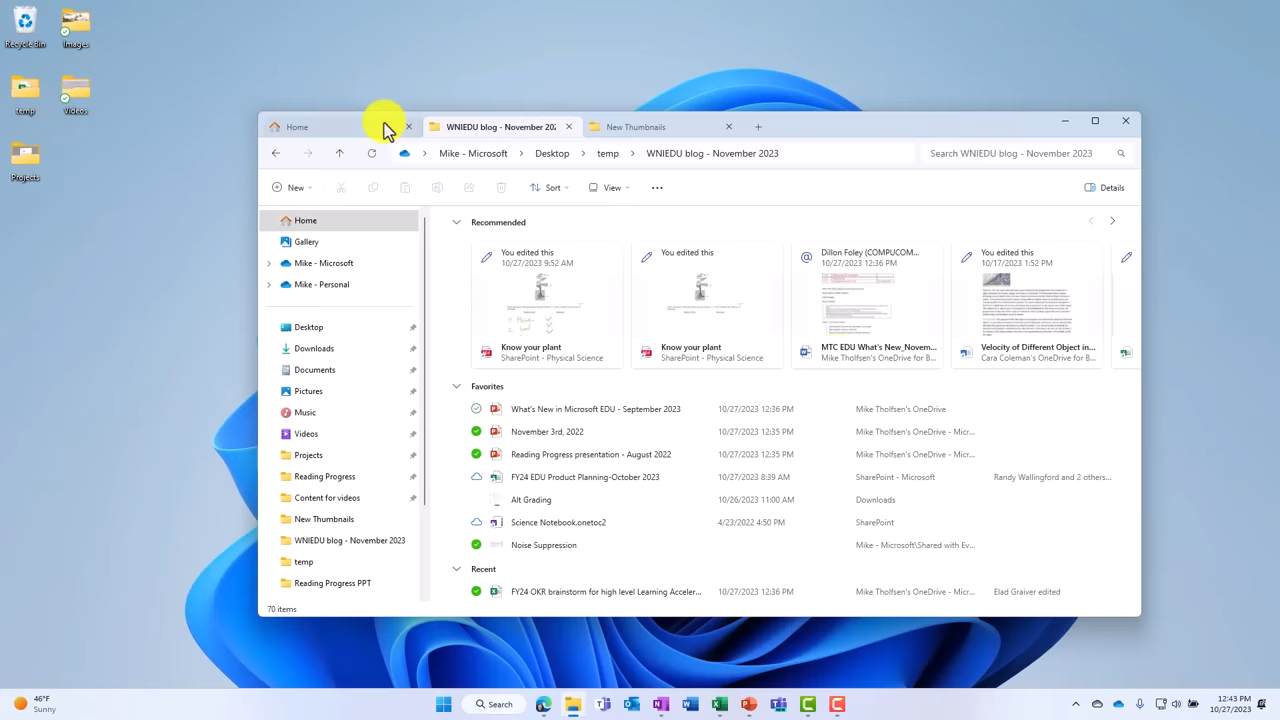 Recycle Bin
Images
temp
Videos
Projects
Home
WNIEDU blog - November 202
New Thumbnails
Mike - Microsoft
Desktop
temp
WNIEDU blog - November 2023
Search WNIEDU blog - November 2023
New
Sort
View
Details
Home
Gallery
Mike - Microsoft
Mike - Personal
Desktop
Downloads
Documents
Pictures
Music
Videos
Projects
Reading Progress
Content for videos
New Thumbnails
WNIEDU blog - November 2023
temp
Reading Progress PPT
Recommended
You edited this
10/27/2023 9:52 AM
Know your plant
SharePoint - Physical Science
You edited this
Know your plant
SharePoint - Physical Science
Dillon Foley (COMPUCOM...
10/27/2023 12:36 PM
MTC EDU What's New_Novem...
Mike Tholfsen's OneDrive for B...
You edited this
10/17/2023 1:52 PM
Velocity of Different Object in...
Cara Coleman's OneDrive for B...
Favorites
What's New in Microsoft EDU - September 2023 10/27/2023 12:36 PM Mike Tholfsen's OneDrive
November 3rd, 2022 10/27/2023 12:35 PM Mike Tholfsen's OneDrive - Micr...
Reading Progress presentation - August 2022 10/27/2023 12:35 PM Mike Tholfsen's OneDrive - Micr...
FY24 EDU Product Planning-October 2023 10/27/2023 8:39 AM SharePoint - Microsoft Randy Wallingford and 2 others...
Alt Grading 10/26/2023 11:00 AM Downloads
Science Notebook.onetoc2 4/23/2022 4:50 PM SharePoint
Noise Suppression Mike - Microsoft\Shared with Ev...
Recent
FY24 OKR brainstorm for high level Learning Acceler... 10/27/2023 12:36 PM Mike Tholfsen's OneDrive - Micr... Elad Graiver edited
70 items
46°F
Sunny
Search
12:43 PM
10/27/2023